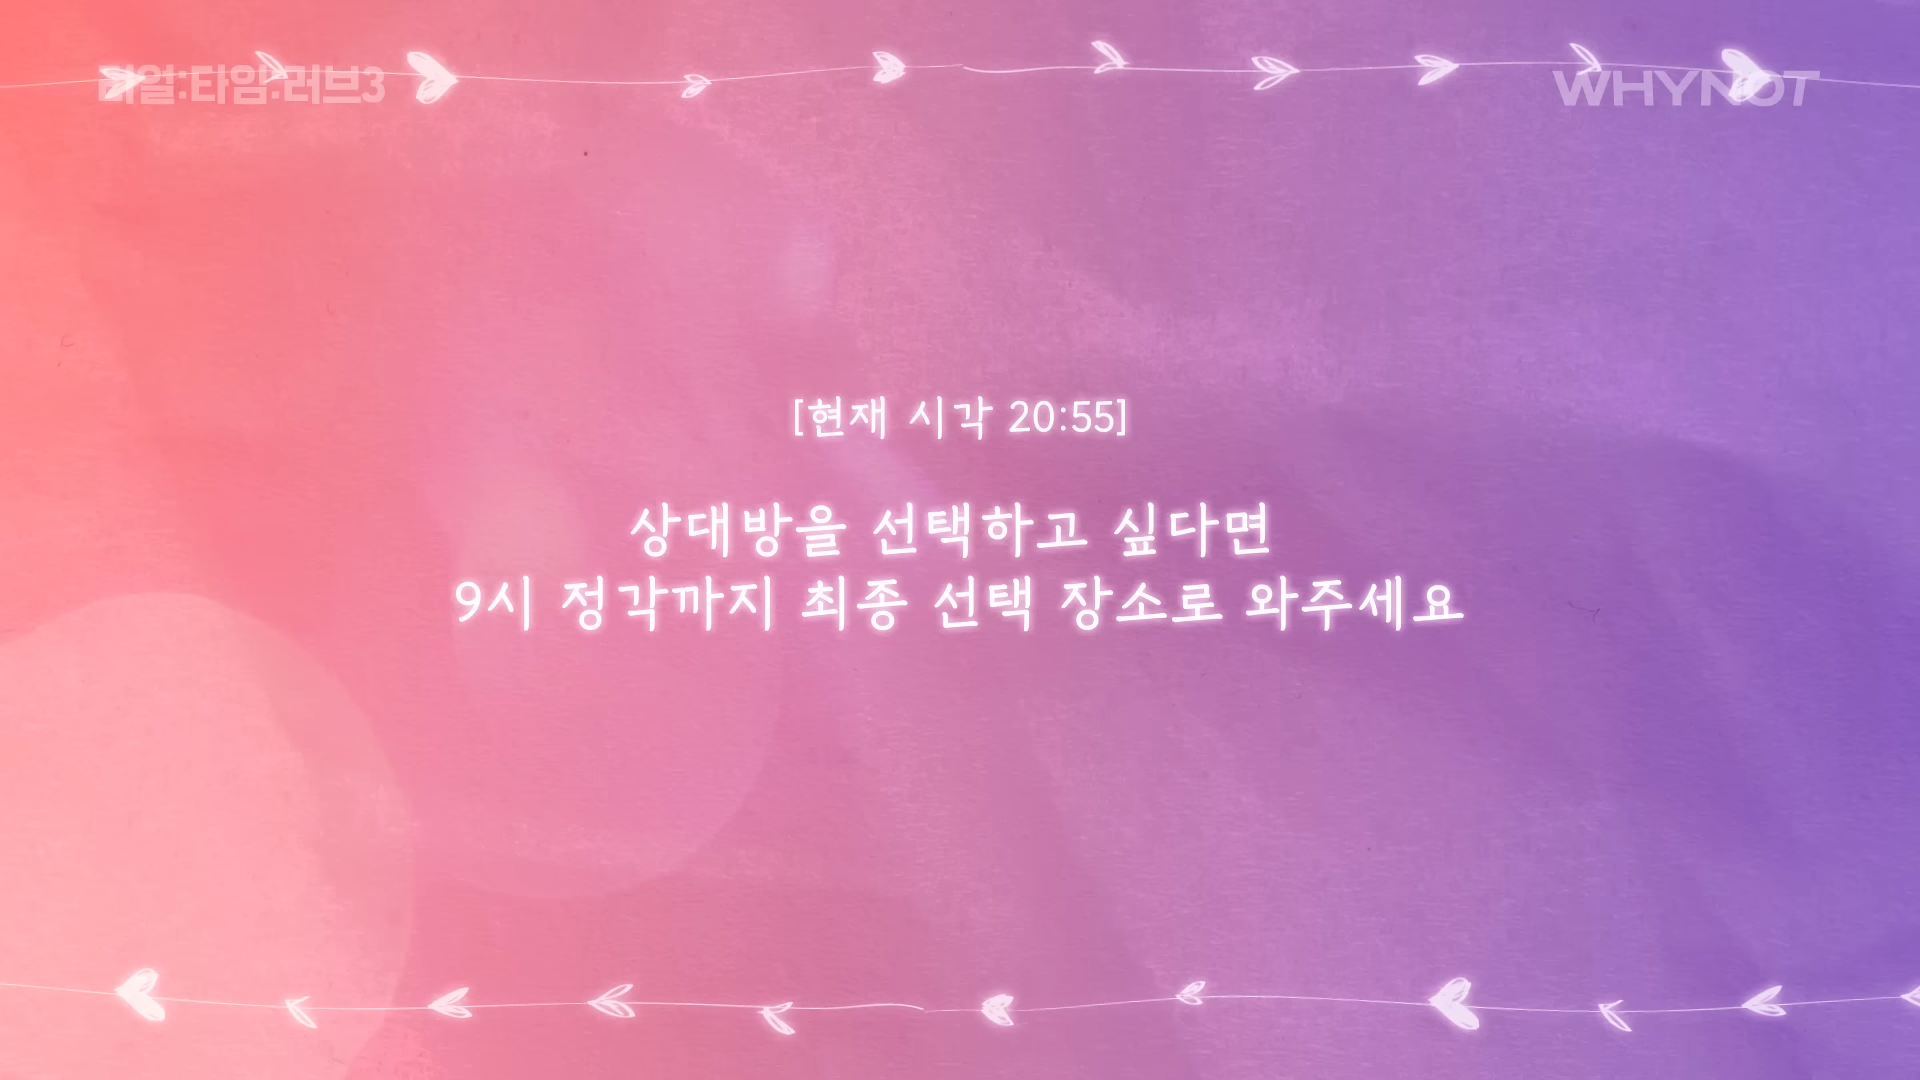 리얼:타임:러브3
WHYNOT
[현재 시각 20:55]
상대방을 선택하고 싶다면
9시 정각까지 최종 선택 장소로 와주세요